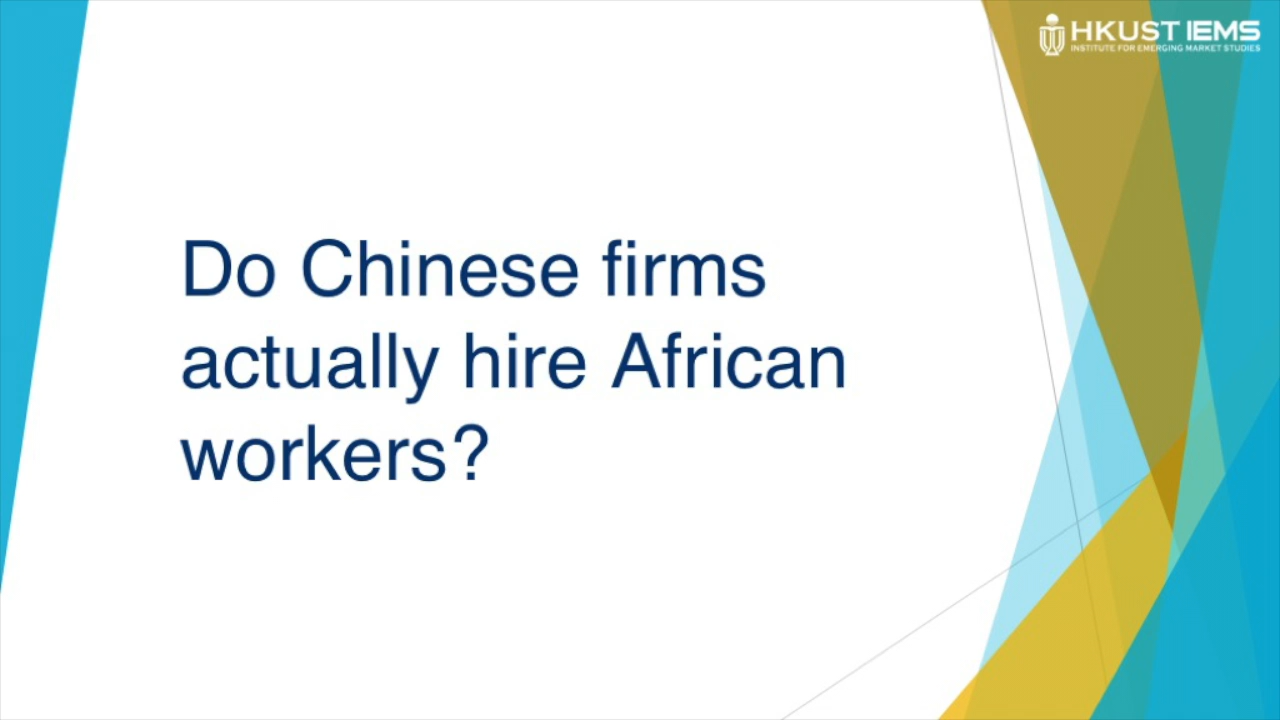 HKUST IEMS
INSTITUTE FOR EMERGING MARKET STUDIES
Do Chinese firms
actually hire African
workers?